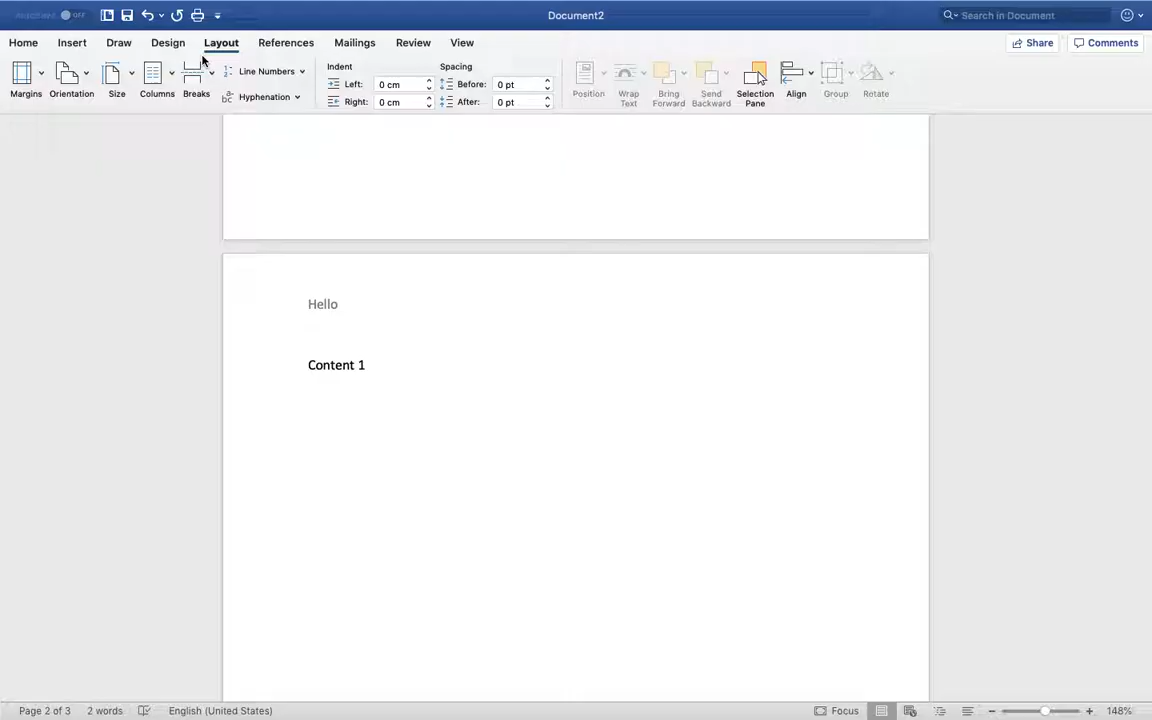 AutoSave OFF
Document2
Search in Document
Home Insert Draw Design Layout References Mailings Review View
Share Comments
Margins Orientation Size Columns Breaks
Line Numbers
Hyphenation
Indent
Left: 0 cm
Right: 0 cm
Spacing
Before: 0 pt
After: 0 pt
Position
Wrap Text
Bring Forward
Send Backward
Selection Pane
Align Group Rotate
Hello
Content 1
Page 2 of 3 2 words English (United States) Focus 148%